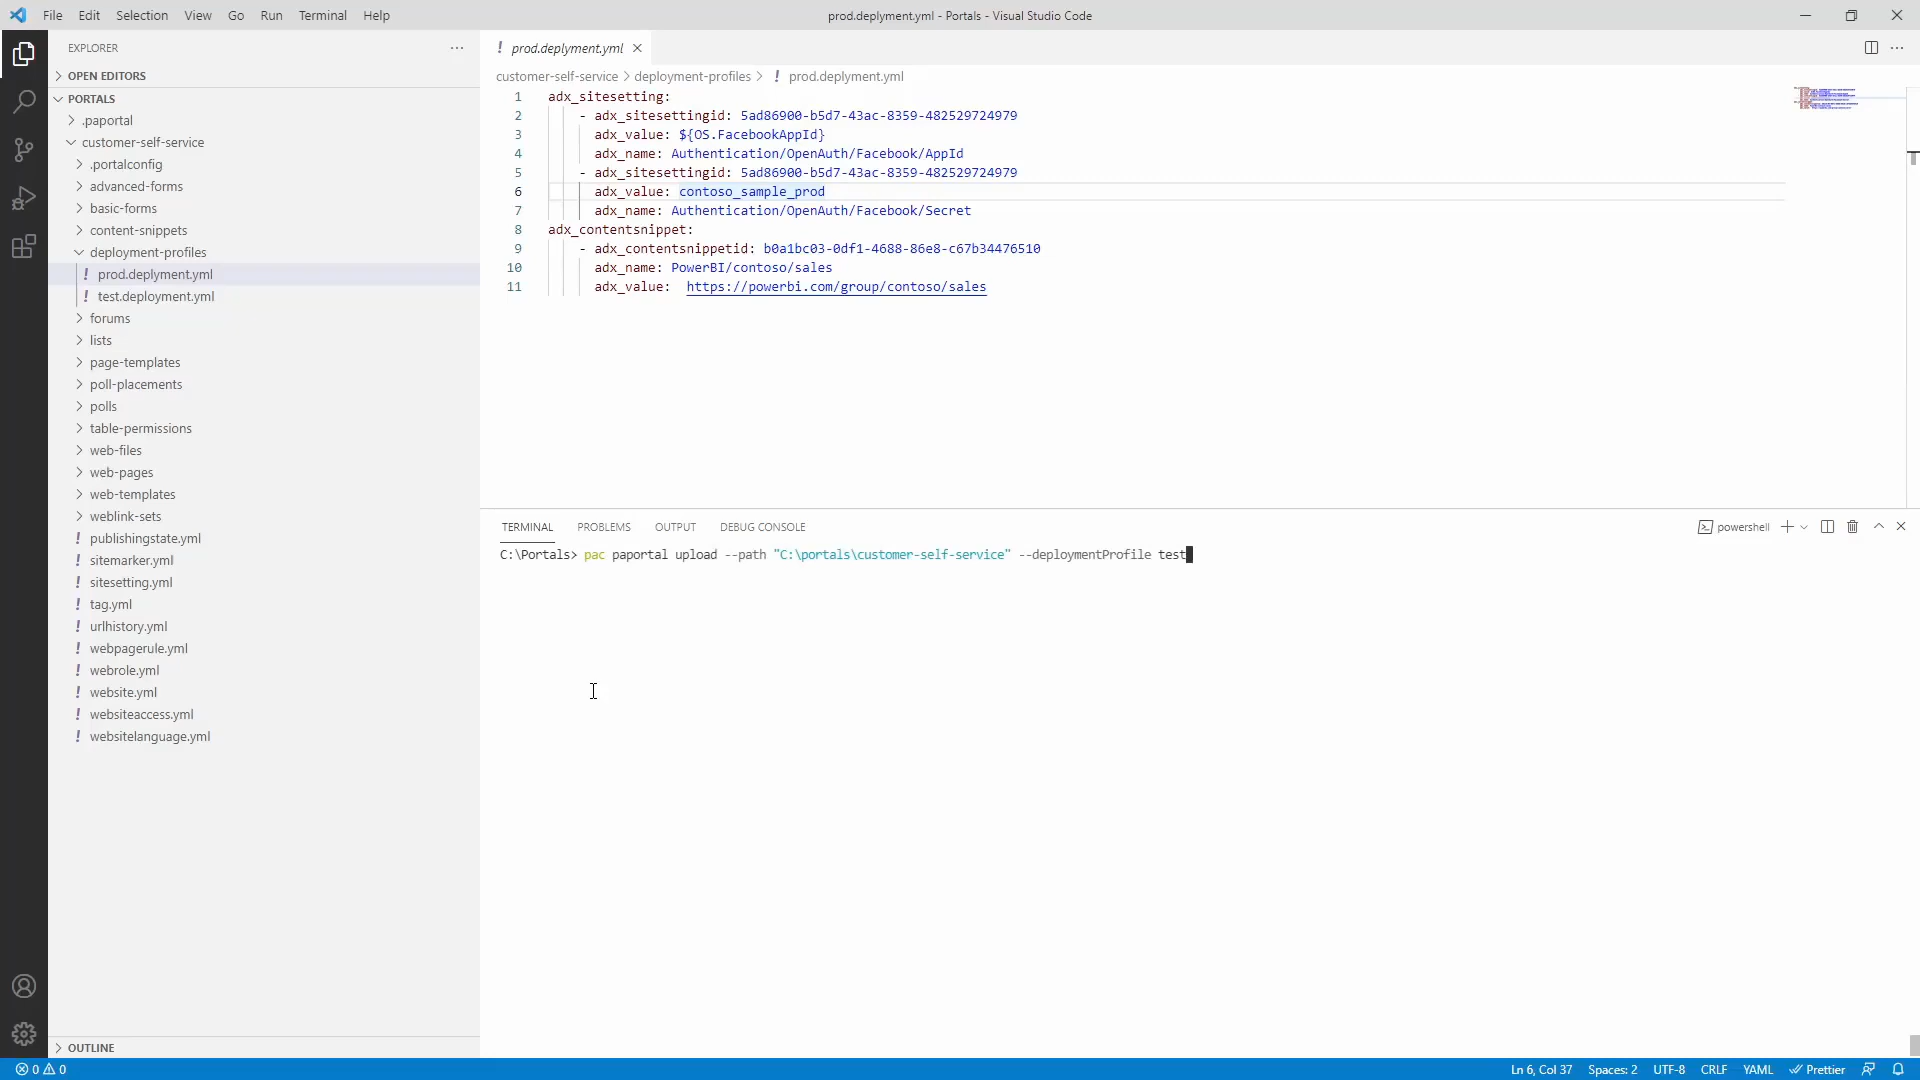 File Edit Selection View Go Run Terminal Help
prod.deplyment.yml - Portals - Visual Studio Code
EXPLORER
OPEN EDITORS
PORTALS
.paportal
customer-self-service
.portalconfig
advanced-forms
basic-forms
content-snippets
deployment-profiles
! prod.deplyment.yml
! test.deployment.yml
forums
lists
page-templates
poll-placements
polls
table-permissions
web-files
web-pages
web-templates
weblink-sets
! publishingstate.yml
! sitemarker.yml
! sitesetting.yml
! tag.yml
! urlhistory.yml
! webpagerule.yml
! webrole.yml
! website.yml
! websiteaccess.yml
! websitelanguage.yml
OUTLINE
! prod.deplyment.yml
customer-self-service > deployment-profiles > ! prod.deplyment.yml
1 adx_sitesetting:
2 - adx_sitesettingid: 5ad86900-b5d7-43ac-8359-482529724979
3 adx_value: ${OS.FacebookAppId}
4 adx_name: Authentication/OpenAuth/Facebook/AppId
5 - adx_sitesettingid: 5ad86900-b5d7-43ac-8359-482529724979
6 adx_value: contoso_sample_prod
7 adx_name: Authentication/OpenAuth/Facebook/Secret
8 adx_contentsnippet:
9 - adx_contentsnippetid: b0a1bc03-0df1-4688-86e8-c67b34476510
10 adx_name: PowerBI/contoso/sales
11 adx_value: https://powerbi.com/group/contoso/sales
TERMINAL PROBLEMS OUTPUT DEBUG CONSOLE
powershell
C:\Portals> pac paportal upload --path "C:\portals\customer-self-service" --deploymentProfile test
0 0
Ln 6, Col 37 Spaces: 2 UTF-8 CRLF YAML Prettier